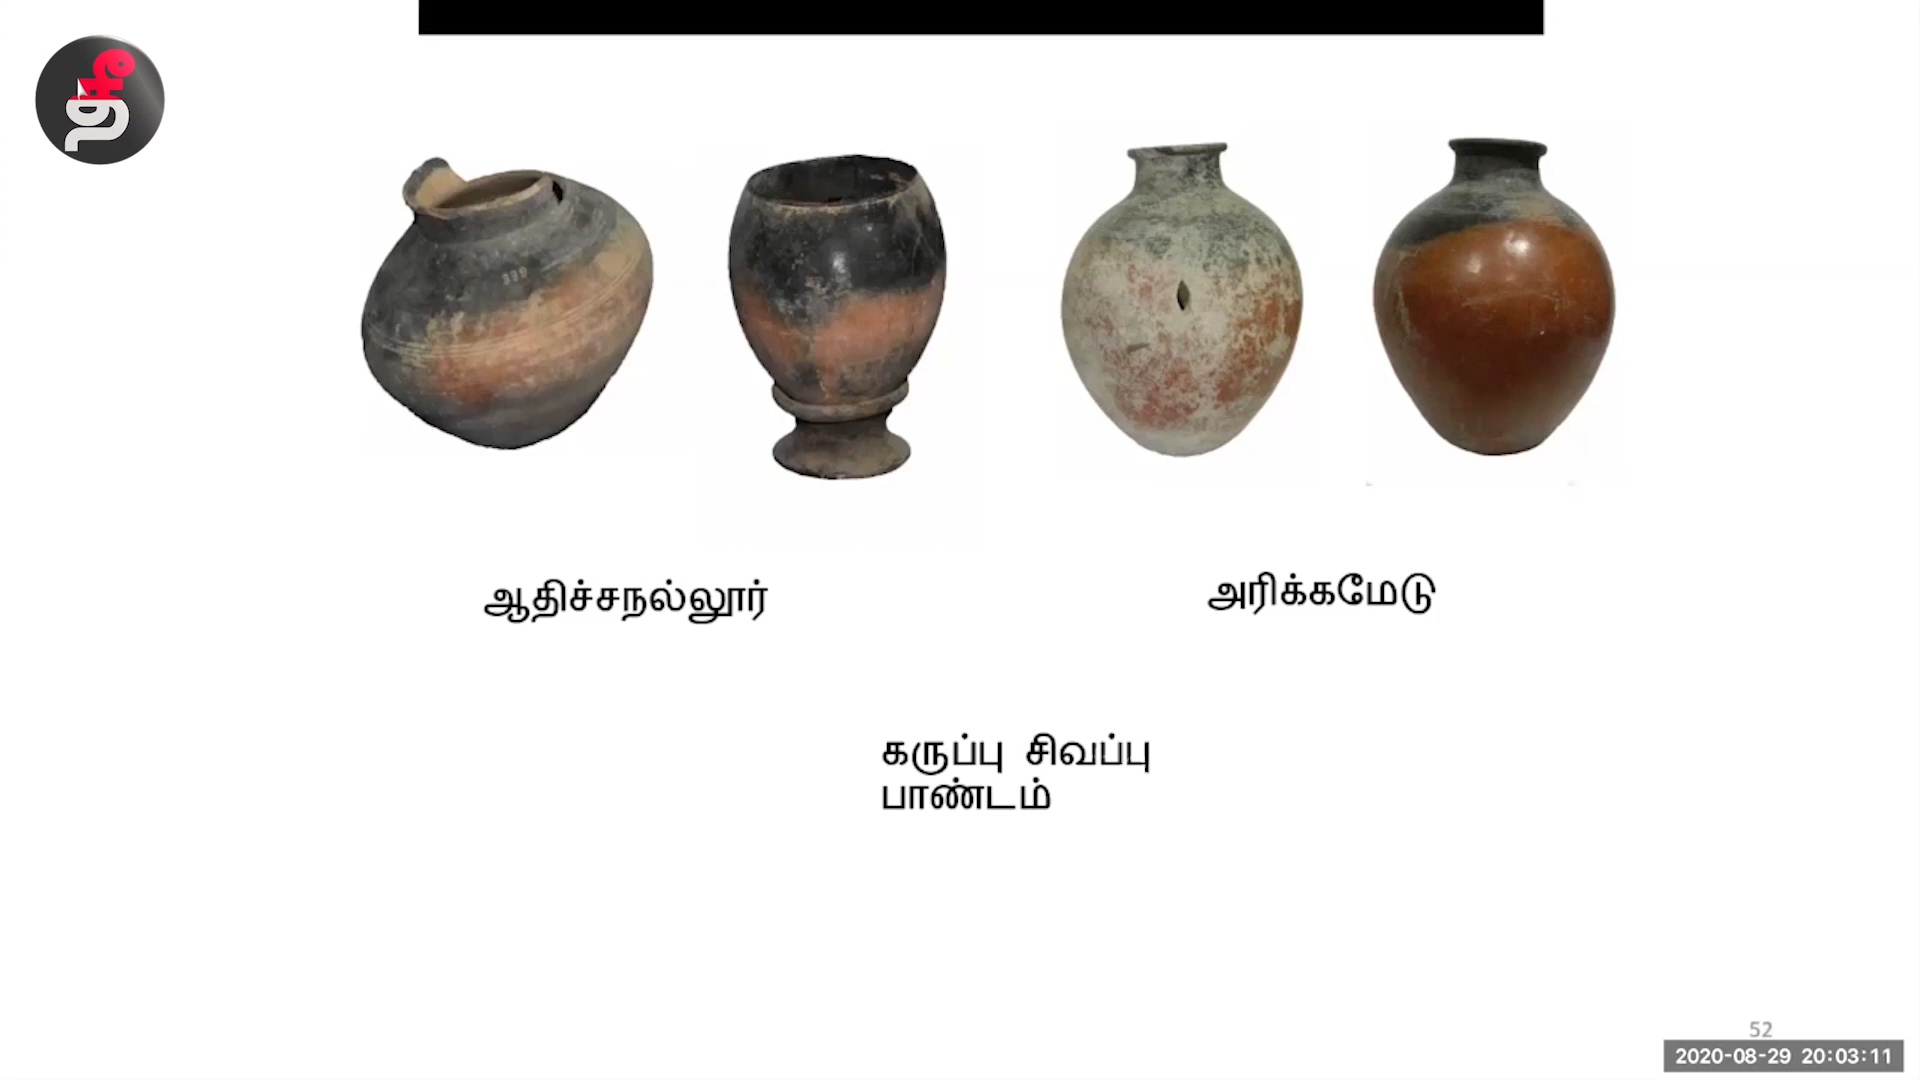 ஆதிச்சநல்லூர்
அரிக்கமேடு
கருப்பு சிவப்பு
பாண்டம்
52
2020-08-29 20:03:11